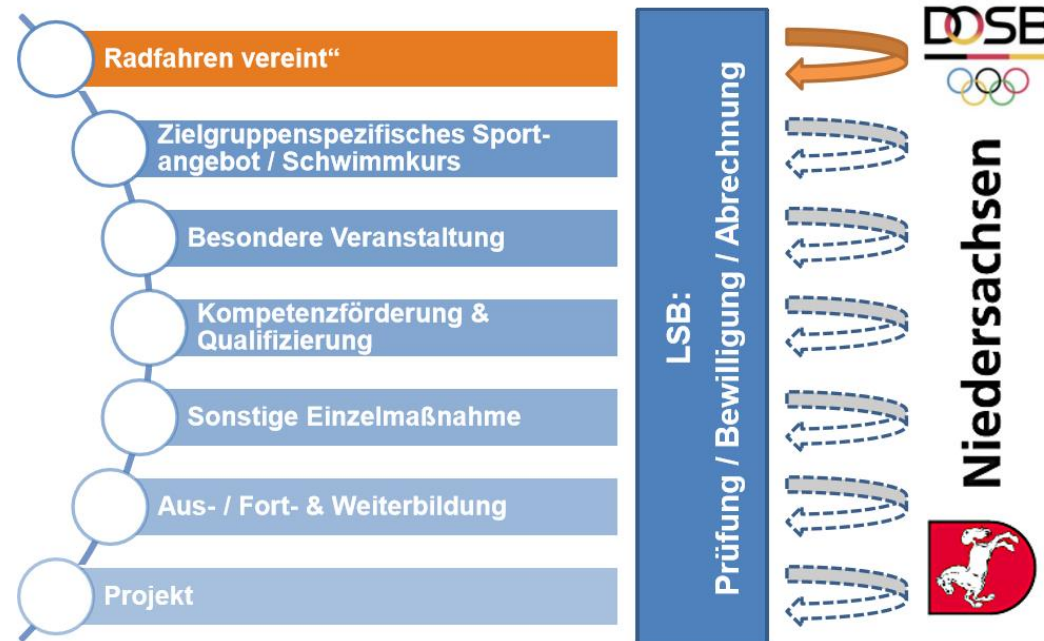 Radfahren vereint“
Zielgruppenspezifisches Sport-
angebot / Schwimmkurs
Besondere Veranstaltung
Kompetenzförderung &
Qualifizierung
Sonstige Einzelmaßnahme
Aus- / Fort- & Weiterbildung
Projekt
LSB:
Prüfung / Bewilligung / Abrechnung
DOSB
Niedersachsen